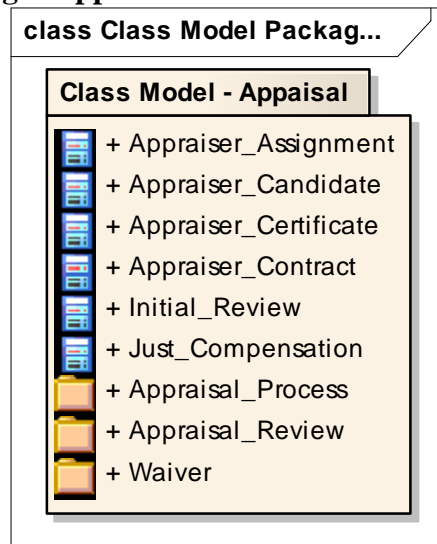 class Class Model Packag...
Class Model - Appaisal
+ Appraiser_Assignment
+ Appraiser_Candidate
+ Appraiser_Certificate
+ Appraiser_Contract
+ Initial_Review
+ Just_Compensation
+ Appraisal_Process
+ Appraisal_Review
+ Waiver